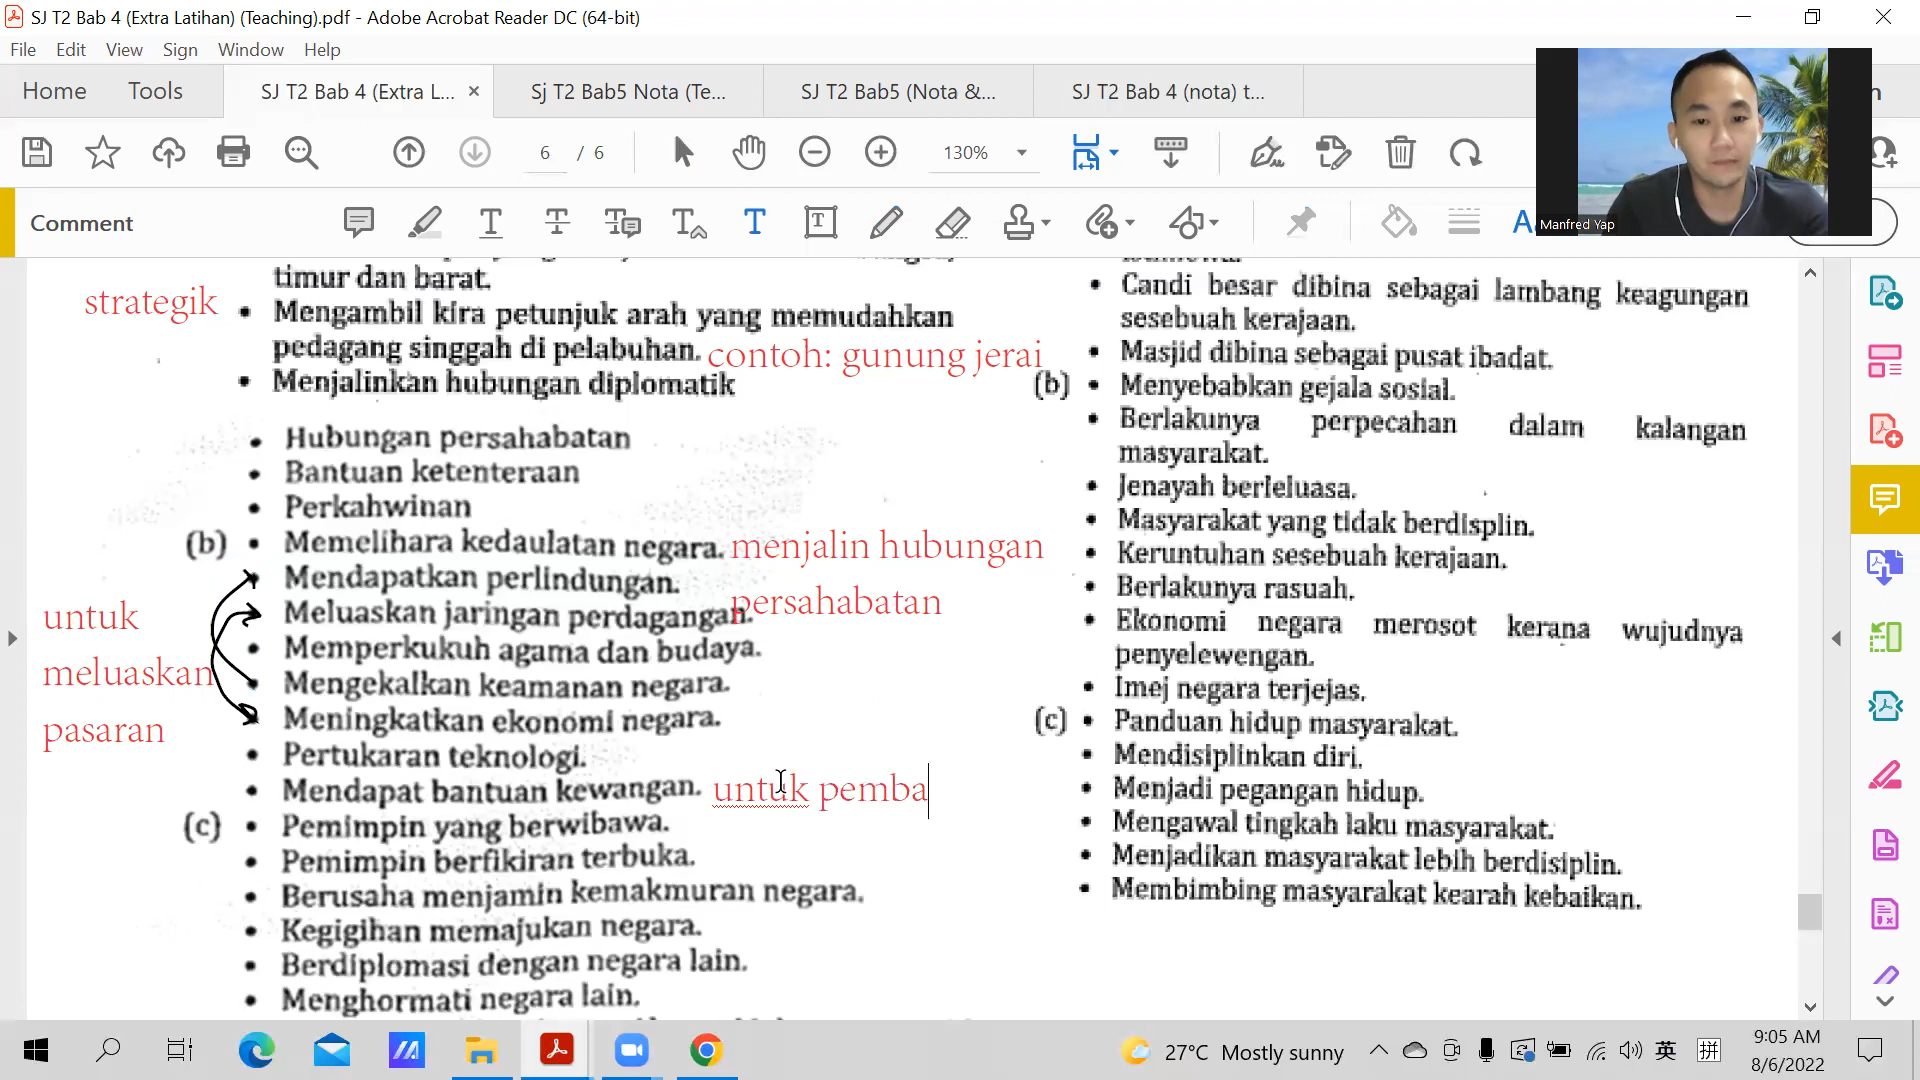 SJ T2 Bab 4 (Extra Latihan) (Teaching).pdf - Adobe Acrobat Reader DC (64-bit)
File Edit View Sign Window Help
Home Tools SJ T2 Bab 4 (Extra L... Sj T2 Bab5 Nota (Te... SJ T2 Bab5 (Nota &... SJ T2 Bab 4 (nota) t...
6 / 6 130%
Comment
Manfred Yap
timur dan barat.
strategik
• Mengambil kira petunjuk arah yang memudahkan
pedagang singgah di pelabuhan. contoh: gunung jerai
• Menjalinkan hubungan diplomatik
• Hubungan persahabatan
• Bantuan ketenteraan
• Perkahwinan
(b) • Memelihara kedaulatan negara. menjalin hubungan
persahabatan
Mendapatkan perlindungan.
Meluaskan jaringan perdagangan.
untuk
meluaskan
pasaran
• Memperkukuh agama dan budaya.
• Mengekalkan keamanan negara.
Meningkatkan ekonomi negara.
• Pertukaran teknologi.
• Mendapat bantuan kewangan. untuk pemba
(c) • Pemimpin yang berwibawa.
• Pemimpin berfikiran terbuka.
• Berusaha menjamin kemakmuran negara.
• Kegigihan memajukan negara.
• Berdiplomasi dengan negara lain.
• Menghormati negara lain.
• Candi besar dibina sebagai lambang keagungan
sesebuah kerajaan.
• Masjid dibina sebagai pusat ibadat.
(b) • Menyebabkan gejala sosial.
• Berlakunya perpecahan dalam kalangan
masyarakat.
• Jenayah berleluasa.
• Masyarakat yang tidak berdisplin.
• Keruntuhan sesebuah kerajaan.
• Berlakunya rasuah.
• Ekonomi negara merosot kerana wujudnya
penyelewengan.
• Imej negara terjejas.
(c) • Panduan hidup masyarakat.
• Mendisiplinkan diri.
• Menjadi pegangan hidup.
• Mengawal tingkah laku masyarakat.
• Menjadikan masyarakat lebih berdisiplin.
• Membimbing masyarakat kearah kebaikan.
27°C Mostly sunny
英 拼
9:05 AM
8/6/2022